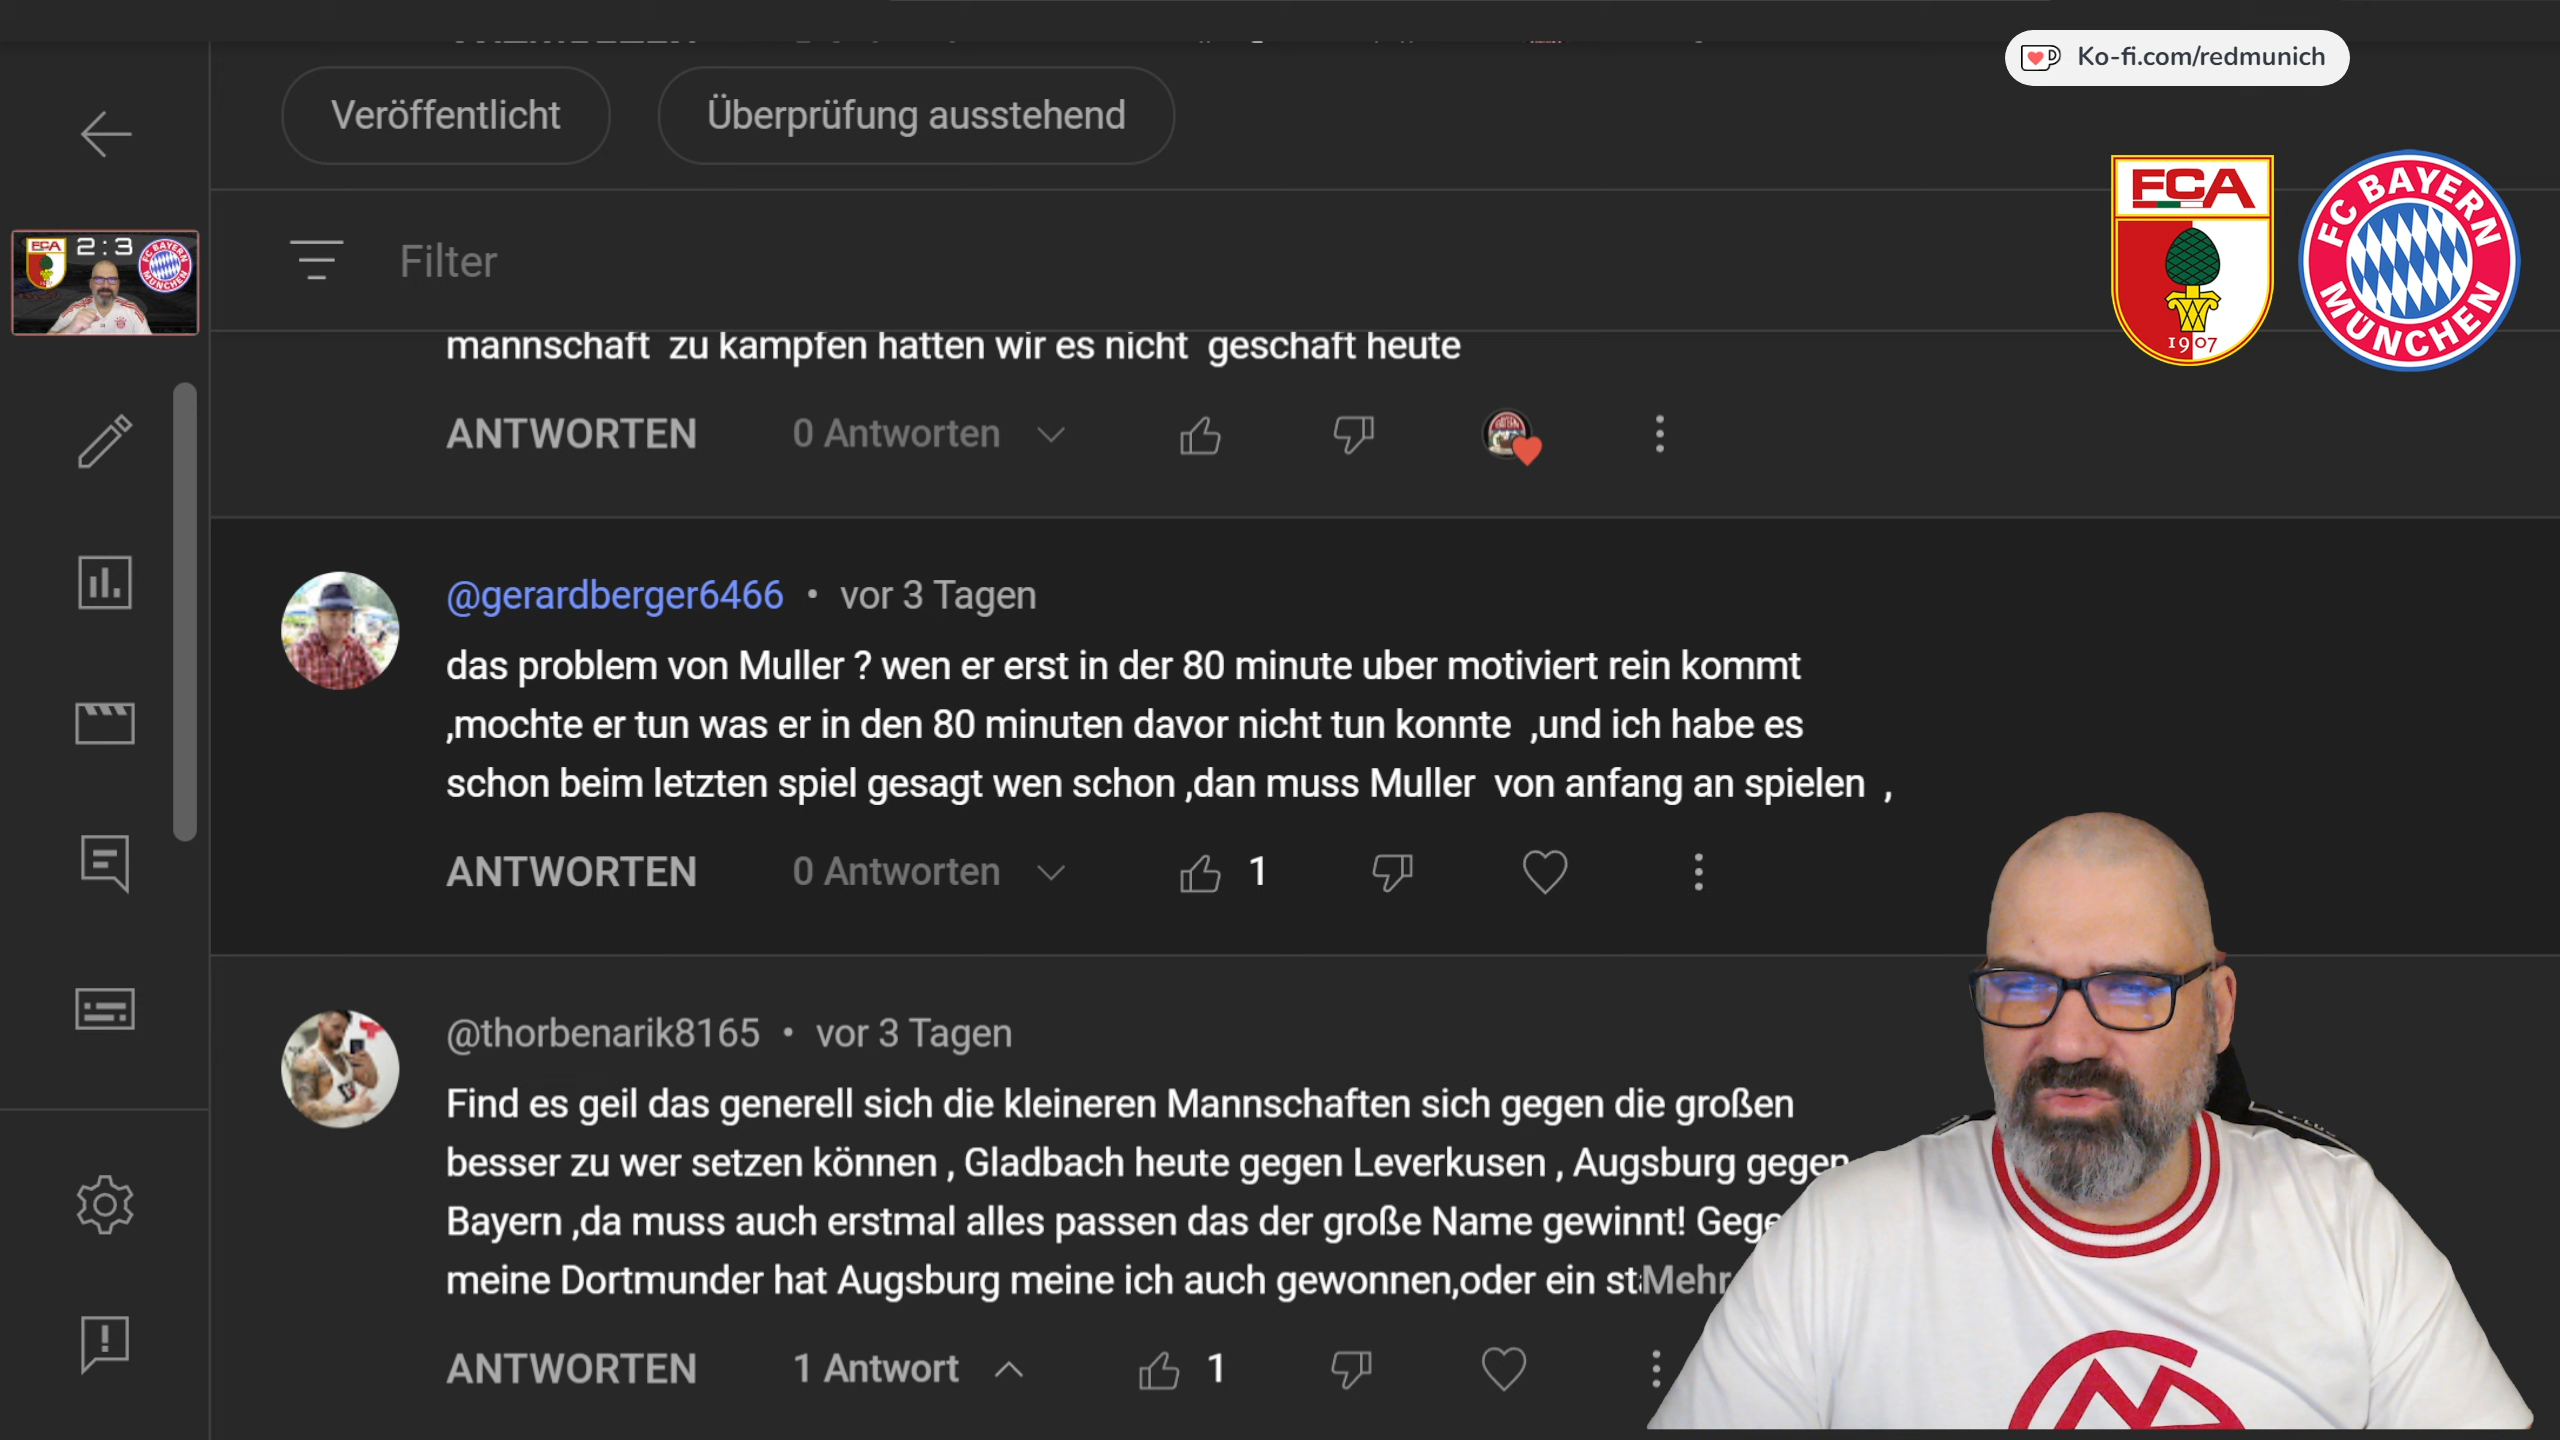 Ko-fi.com/redmunich
Veröffentlicht
Überprüfung ausstehend
FCA
1907
FC BAYERN
MÜNCHEN
FCA 2:3 FC BAYERN MÜNCHEN
Filter
mannschaft zu kampfen hatten wir es nicht geschaft heute
ANTWORTEN 0 Antworten
@gerardberger6466 • vor 3 Tagen
das problem von Muller ? wen er erst in der 80 minute uber motiviert rein kommt
,mochte er tun was er in den 80 minuten davor nicht tun konnte ,und ich habe es
schon beim letzten spiel gesagt wen schon ,dan muss Muller von anfang an spielen ,
ANTWORTEN 0 Antworten 1
@thorbenarik8165 • vor 3 Tagen
Find es geil das generell sich die kleineren Mannschaften sich gegen die großen
besser zu wer setzen können , Gladbach heute gegen Leverkusen , Augsburg gegen
Bayern ,da muss auch erstmal alles passen das der große Name gewinnt! Gege
meine Dortmunder hat Augsburg meine ich auch gewonnen,oder ein sta Mehr
ANTWORTEN 1 Antwort 1